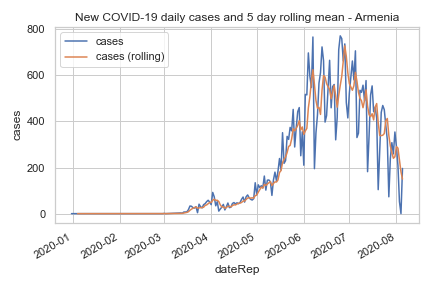 New COVID-19 daily cases and 5 day rolling mean - Armenia
cases
cases (rolling)
800
600
400
200
0
cases
2020-01
2020-02
2020-03
2020-04
2020-05
2020-06
2020-07
2020-08
dateRep